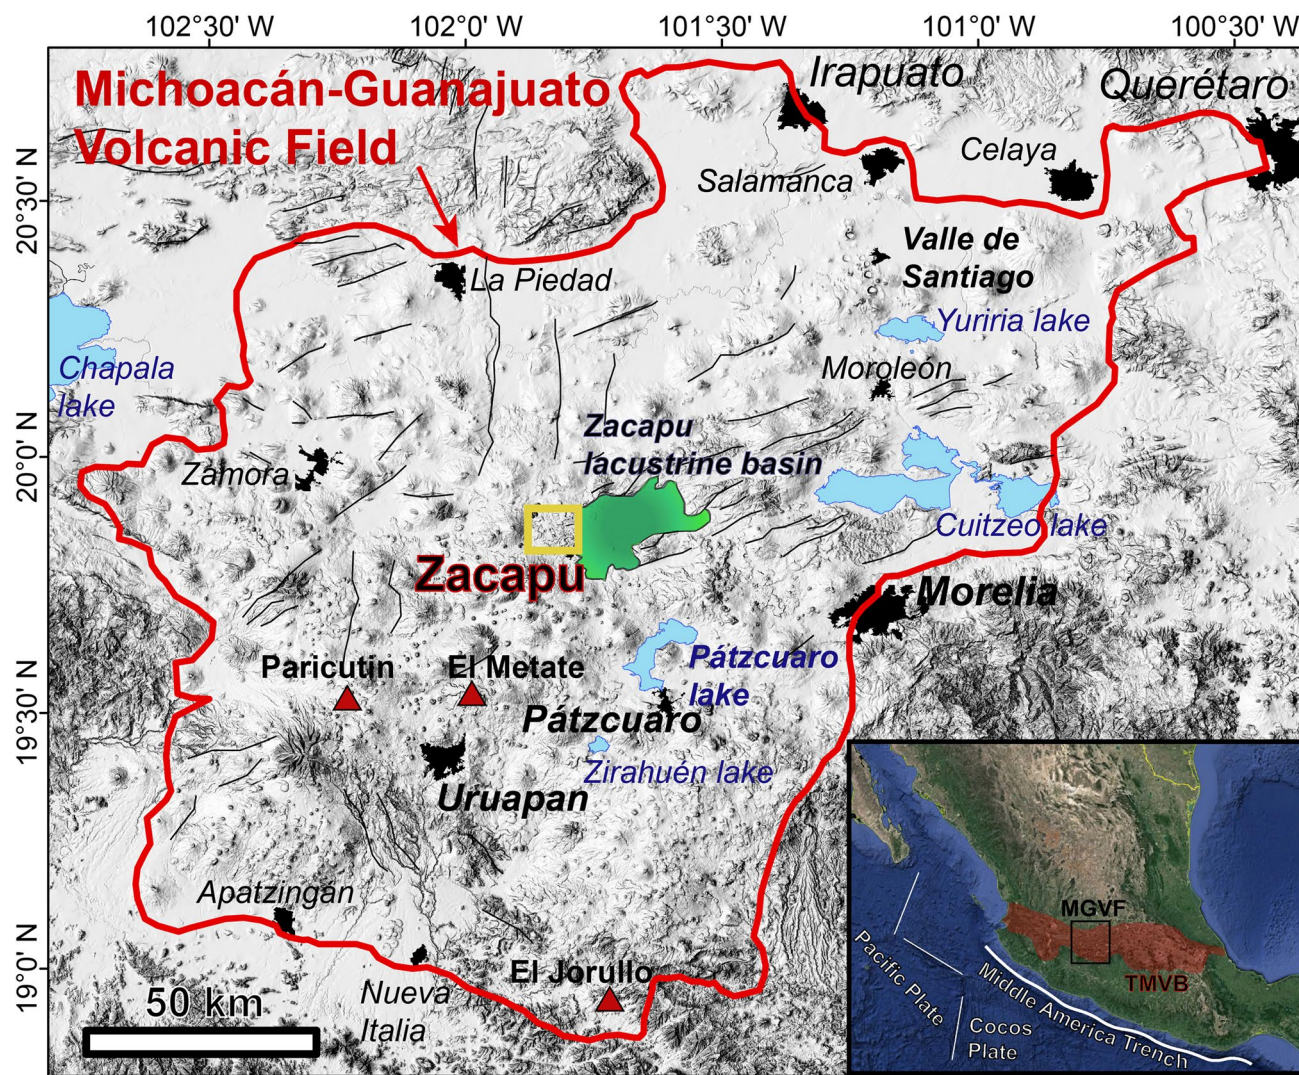 102°30' W
102°0' W
101°30' W
101°0' W
100°30' W
Michoacán-Guanajuato
Volcanic Field
Irapuato
Querétaro
Celaya
Salamanca
20°30' N
Valle de
Santiago
La Piedad
Yuriria lake
Chapala
lake
Moroleón
Zacapu
lacustrine basin
20°0' N
Zamora
Cuitzeo lake
Zacapu
Morelia
Paricutin
El Metate
Pátzcuaro
lake
19°30' N
Pátzcuaro
Zirahuén lake
Uruapan
Apatzingán
19°0' N
El Jorullo
Nueva
Italia
50 km
MGVF
TMVB
Pacific Plate
Middle America Trench
Cocos
Plate